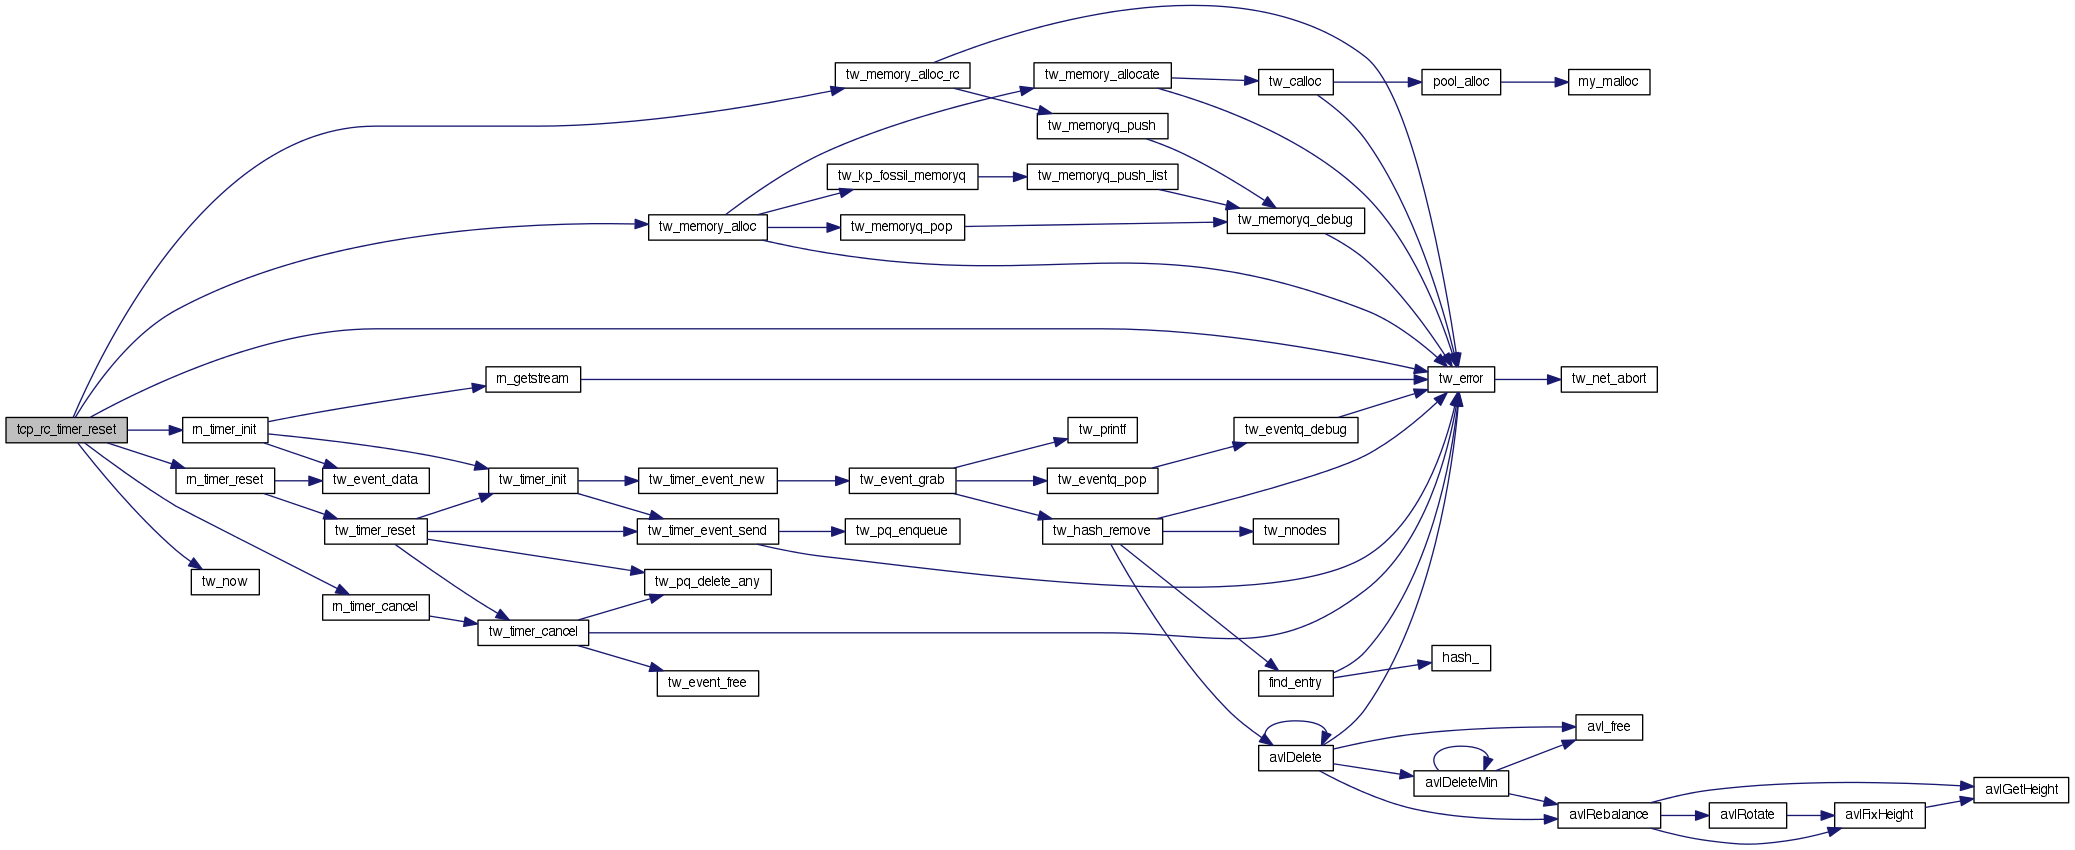 tw_memory_alloc_rc
tw_memory_allocate
tw_calloc
pool_alloc
my_malloc
tw_memoryq_push
tw_kp_fossil_memoryq
tw_memoryq_push_list
tw_memory_alloc
tw_memoryq_pop
tw_memoryq_debug
rn_getstream
tw_error
tw_net_abort
tcp_rc_timer_reset
rn_timer_init
tw_printf
tw_eventq_debug
rn_timer_reset
tw_event_data
tw_timer_init
tw_timer_event_new
tw_event_grab
tw_eventq_pop
tw_timer_reset
tw_timer_event_send
tw_pq_enqueue
tw_hash_remove
tw_nnodes
tw_now
tw_pq_delete_any
rn_timer_cancel
tw_timer_cancel
hash_
tw_event_free
find_entry
avl_free
avlDelete
avlDeleteMin
avlGetHeight
avlRebalance
avlRotate
avlFixHeight